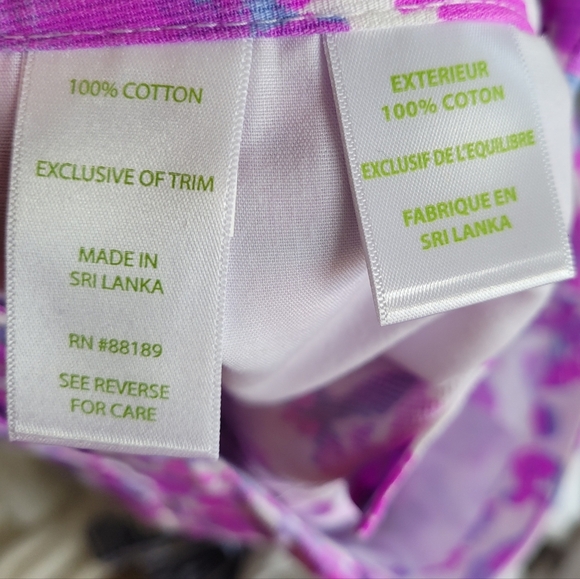 100% COTTON
EXCLUSIVE OF TRIM
MADE IN
SRI LANKA
RN #88189
SEE REVERSE
FOR CARE
EXTERIEUR
100% COTON
EXCLUSIF DE L'EQUILIBRE
FABRIQUE EN
SRI LANKA